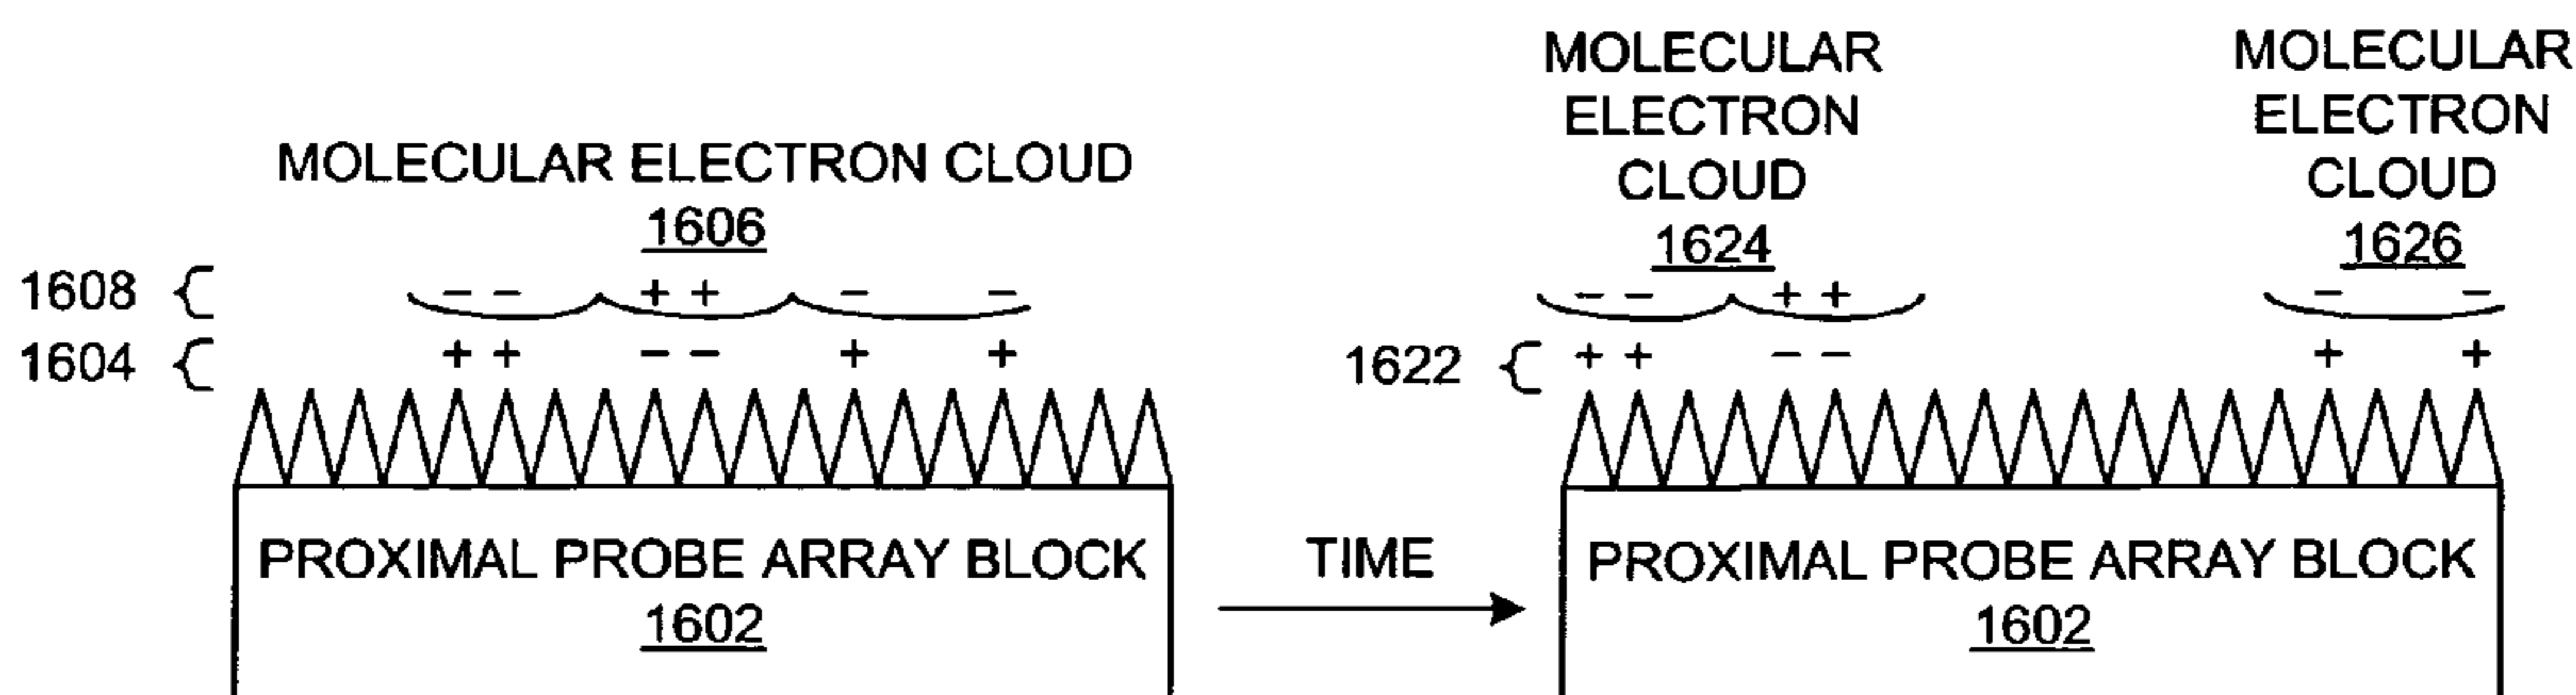 MOLECULAR ELECTRON CLOUD
1606
1608 { – – + + – –
1604 { + + – – + +
PROXIMAL PROBE ARRAY BLOCK
1602
TIME
MOLECULAR
ELECTRON
CLOUD
1624
– – + +
MOLECULAR
ELECTRON
CLOUD
1626
– –
1622 { + + – – + +
PROXIMAL PROBE ARRAY BLOCK
1602